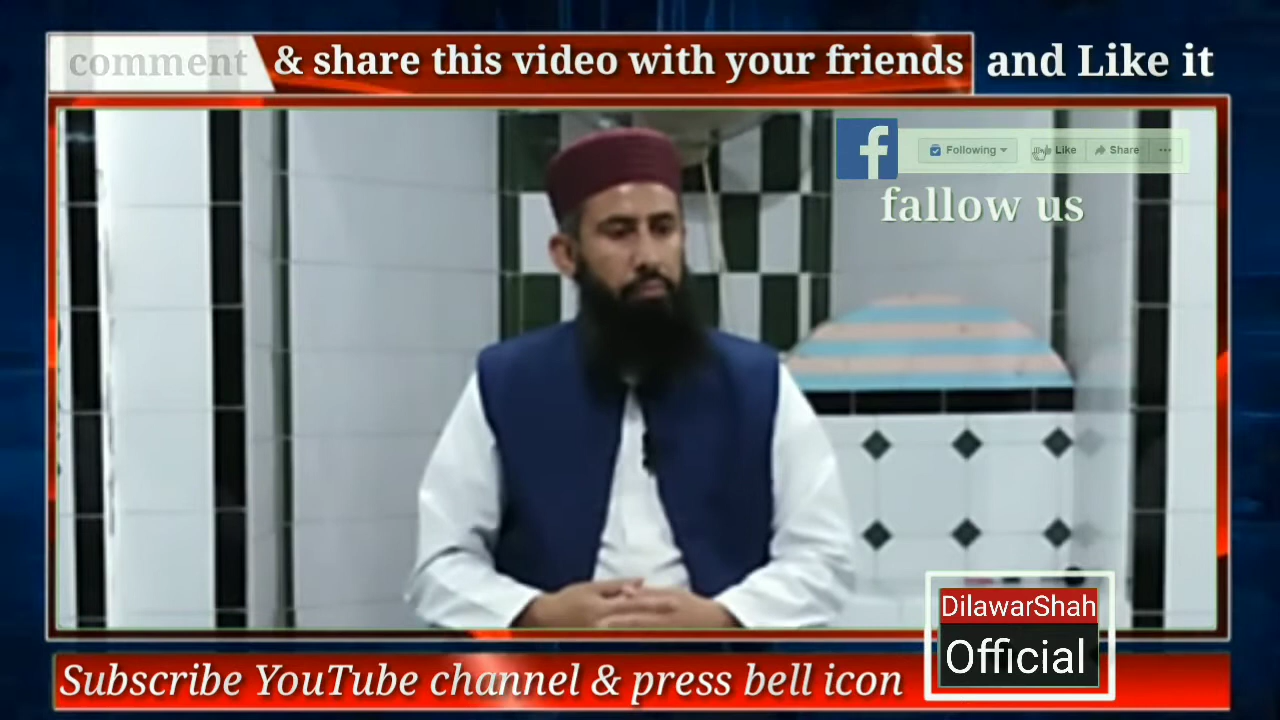 comment & share this video with your friends and Like it
Following Like Share
fallow us
DilawarShah
Official
Subscribe YouTube channel & press bell icon